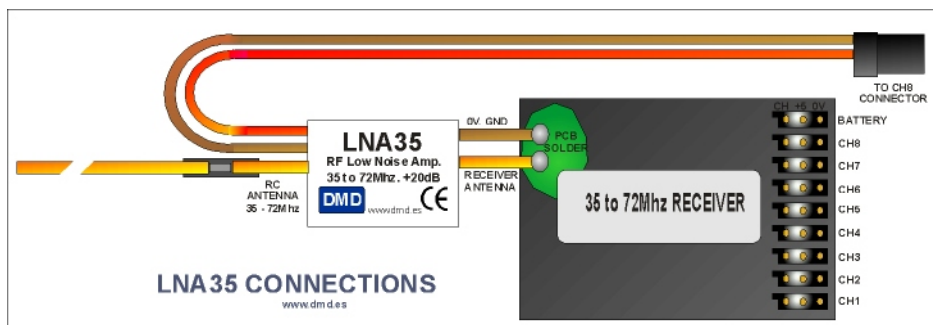 TO CH8
CONNECTOR
CH +5 0V
BATTERY
CH8
CH7
CH6
CH5
CH4
CH3
CH2
CH1
LNA35
RF Low Noise Amp.
35 to 72Mhz. +20dB
DMD
www.dmd.es
CE
0V. GND
RECEIVER
ANTENNA
PCB
SOLDER
RC
ANTENNA
35 - 72Mhz
35 to 72Mhz RECEIVER
LNA35 CONNECTIONS
www.dmd.es